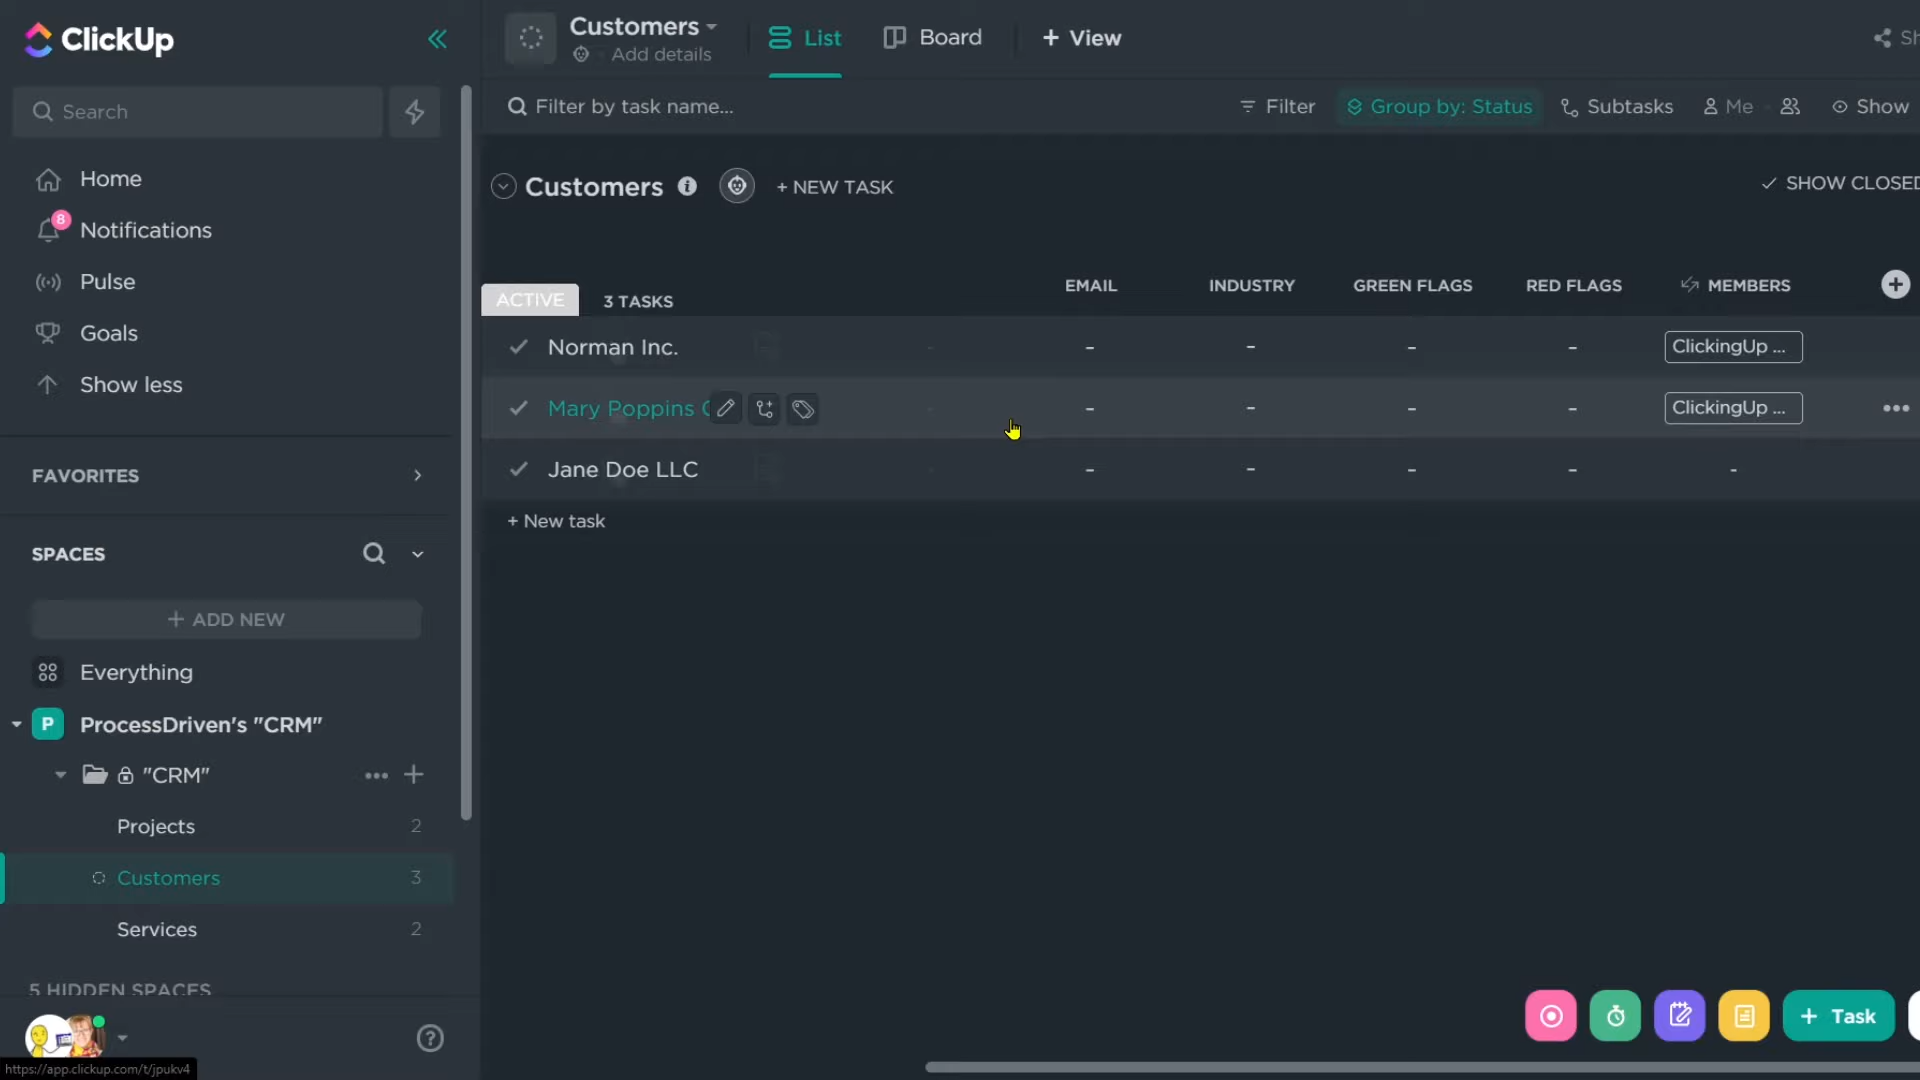 ClickUp
Search
Home
8
Notifications
Pulse
Goals
Show less
FAVORITES
SPACES
+ ADD NEW
Everything
P ProcessDriven's "CRM"
"CRM"
Projects 2
Customers 3
Services 2
5 HIDDEN SPACES
https://app.clickup.com/t/jpukv4
Customers
Add details
List
Board
+ View
Filter by task name...
Filter
Group by: Status
Subtasks
Me
Show
Customers
+ NEW TASK
SHOW CLOSED
ACTIVE 3 TASKS EMAIL INDUSTRY GREEN FLAGS RED FLAGS MEMBERS
Norman Inc. - - - - ClickingUp ...
Mary Poppins - - - - ClickingUp ...
Jane Doe LLC - - - - -
+ New task
+ Task